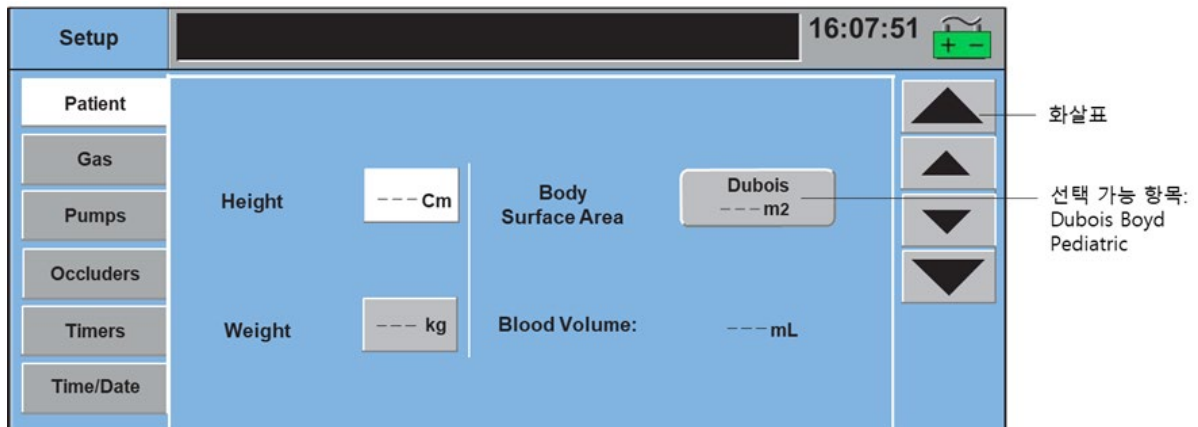 Setup
16:07:51
+ -
Patient
Gas
Pumps
Occluders
Timers
Time/Date
Height
--- Cm
Body
Surface Area
Dubois
--- m2
Weight
--- kg
Blood Volume:
--- mL
화살표
선택 가능 항목:
Dubois Boyd
Pediatric